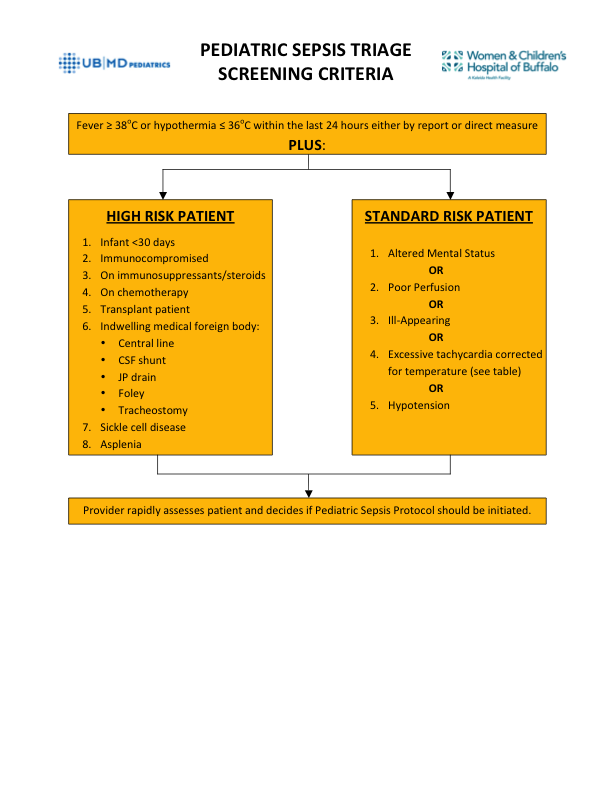 UB|MD PEDIATRICS
PEDIATRIC SEPSIS TRIAGE
SCREENING CRITERIA
Women & Children's
Hospital of Buffalo
A Kaleida Health Facility
Fever ≥ 38°C or hypothermia ≤ 36°C within the last 24 hours either by report or direct measure
PLUS:
HIGH RISK PATIENT
1. Infant <30 days
2. Immunocompromised
3. On immunosuppressants/steroids
4. On chemotherapy
5. Transplant patient
6. Indwelling medical foreign body:
• Central line
• CSF shunt
• JP drain
• Foley
• Tracheostomy
7. Sickle cell disease
8. Asplenia
STANDARD RISK PATIENT
1. Altered Mental Status
OR
2. Poor Perfusion
OR
3. Ill-Appearing
OR
4. Excessive tachycardia corrected
for temperature (see table)
OR
5. Hypotension
Provider rapidly assesses patient and decides if Pediatric Sepsis Protocol should be initiated.